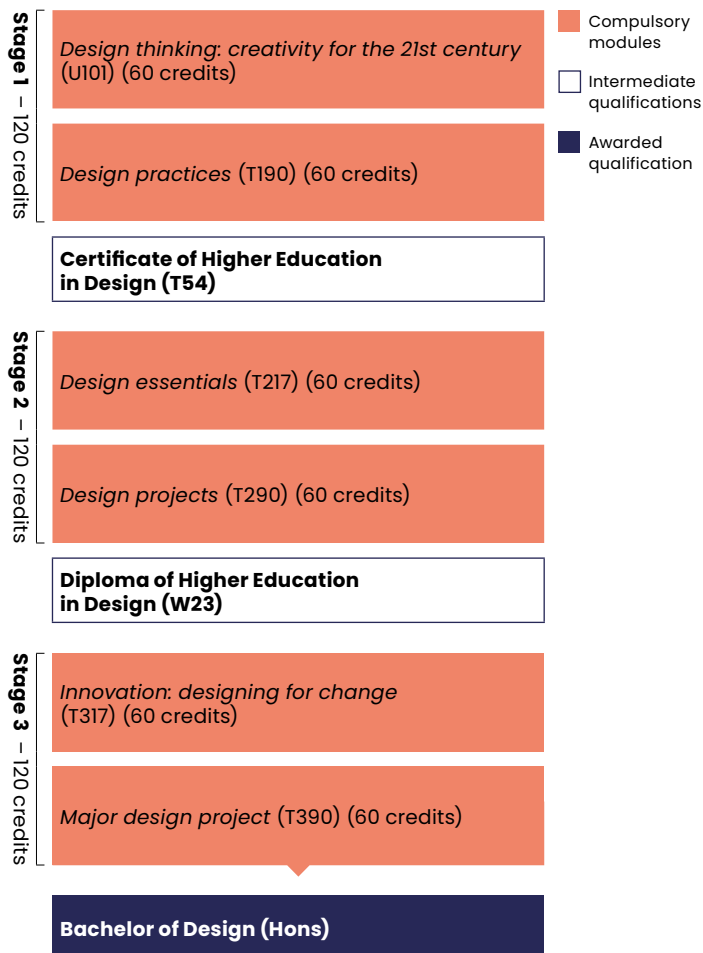 Stage 1 – 120 credits
Design thinking: creativity for the 21st century
(U101) (60 credits)
Design practices (T190) (60 credits)
Certificate of Higher Education
in Design (T54)
Stage 2 – 120 credits
Design essentials (T217) (60 credits)
Design projects (T290) (60 credits)
Diploma of Higher Education
in Design (W23)
Stage 3 – 120 credits
Innovation: designing for change
(T317) (60 credits)
Major design project (T390) (60 credits)
Bachelor of Design (Hons)
Compulsory
modules
Intermediate
qualifications
Awarded
qualification